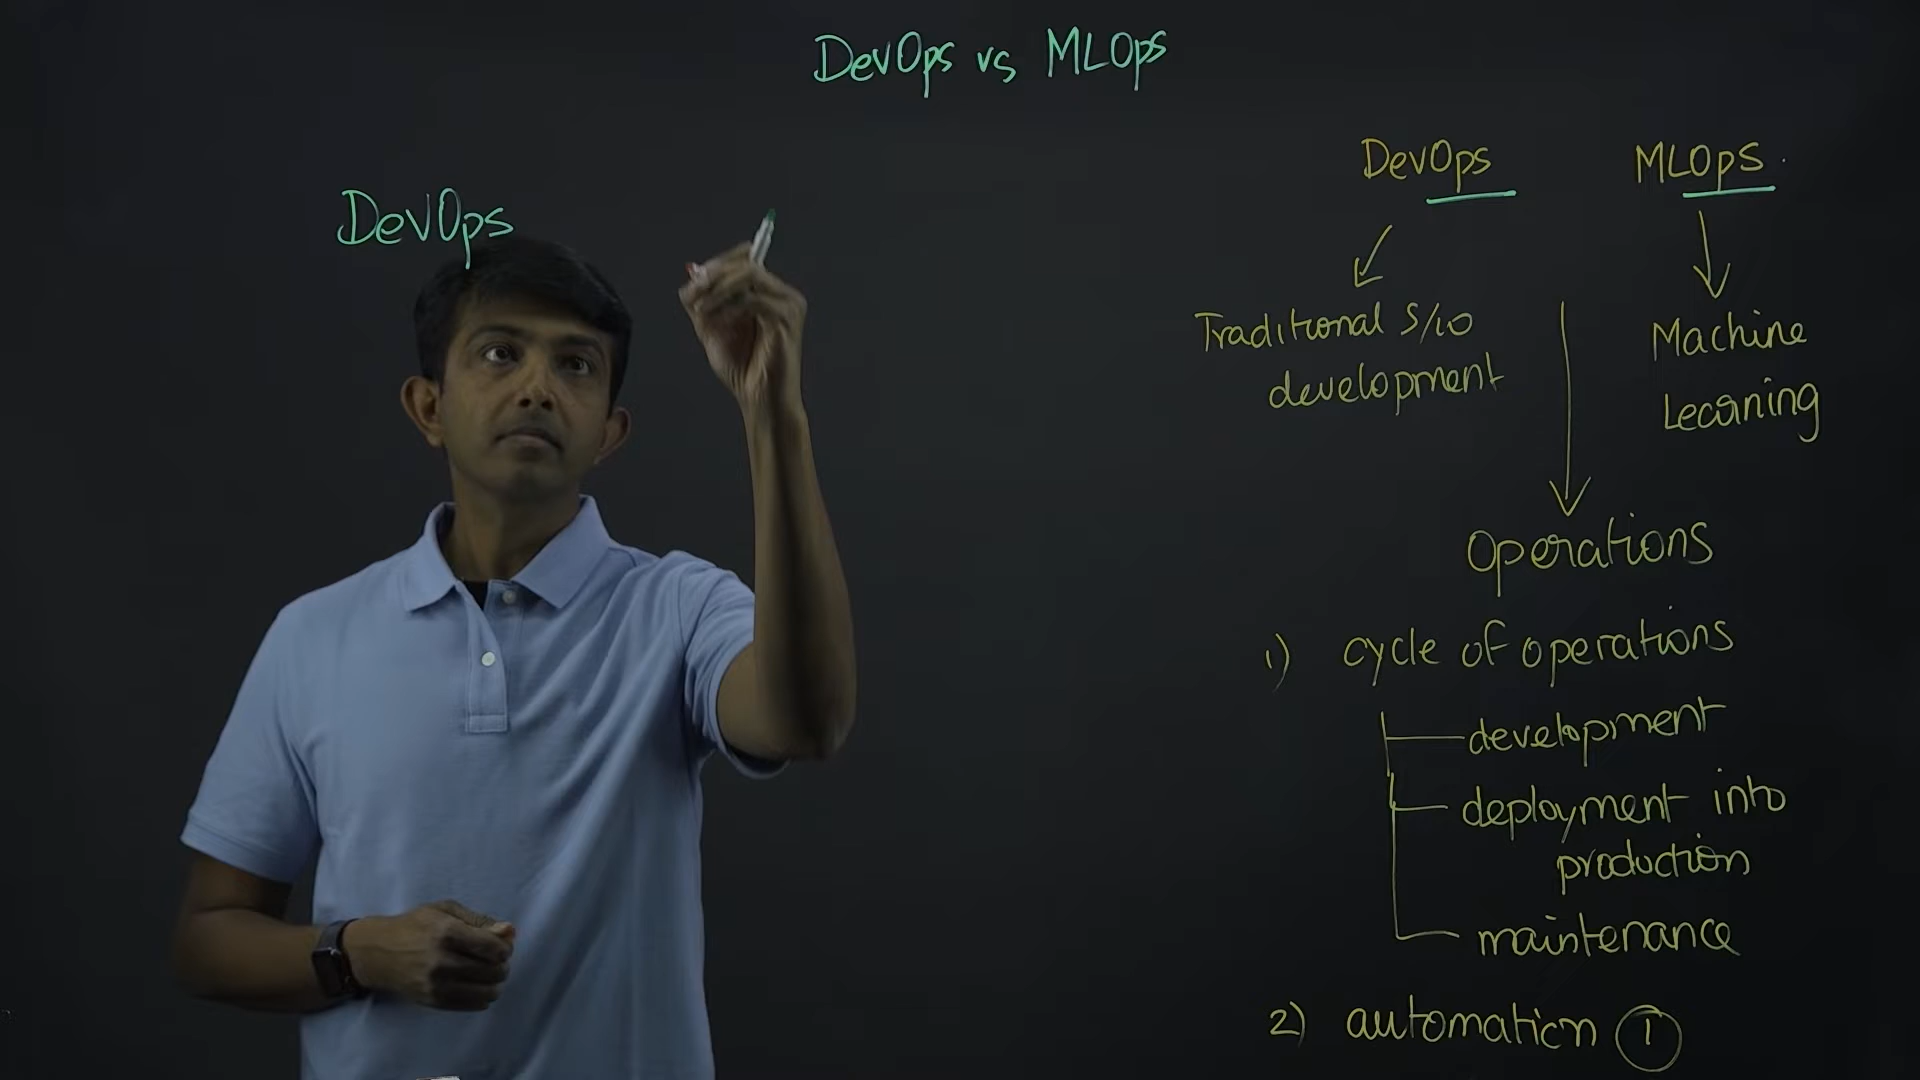 DevOps vs MLOps
DevOps
DevOps MLOps
Traditional S/W
development
Machine
Learning
Operations
1) cycle of operations
development
deployment into
production
maintenance
2) automation 1